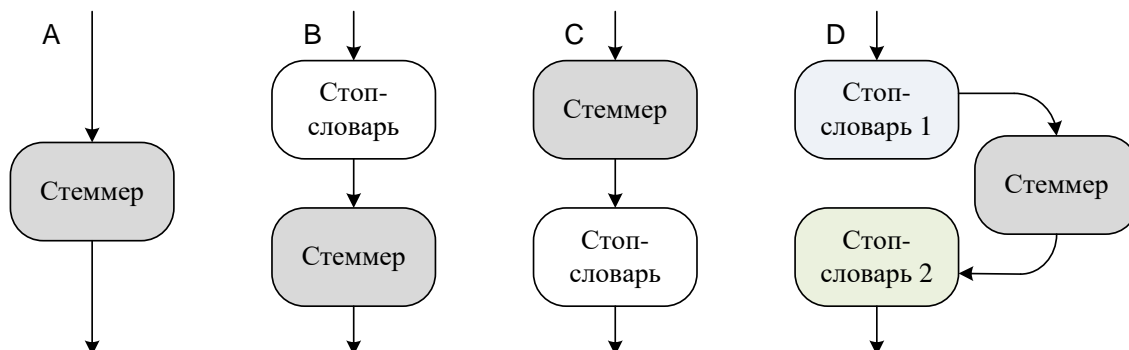 A
Стеммер
B
Стоп-
словарь
Стеммер
C
Стеммер
Стоп-
словарь
D
Стоп-
словарь 1
Стеммер
Стоп-
словарь 2